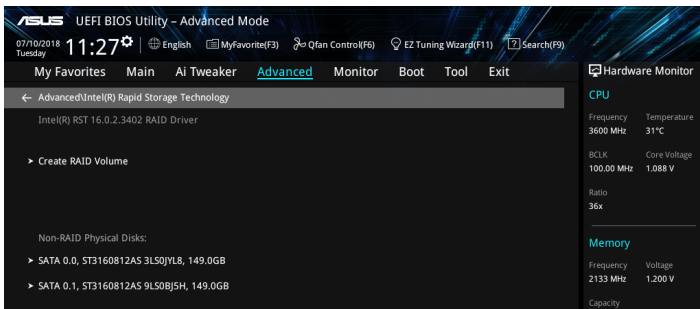 ASUS UEFI BIOS Utility – Advanced Mode
07/10/2018 Tuesday 11:27 English MyFavorite(F3) Qfan Control(F6) EZ Tuning Wizard(F11) Search(F9)
My Favorites Main Ai Tweaker Advanced Monitor Boot Tool Exit
Hardware Monitor
← Advanced\Intel(R) Rapid Storage Technology
Intel(R) RST 16.0.2.3402 RAID Driver
> Create RAID Volume
Non-RAID Physical Disks:
> SATA 0.0, ST3160812AS 3LS0JYL8, 149.0GB
> SATA 0.1, ST3160812AS 9LS0BJ5H, 149.0GB
CPU
Frequency Temperature
3600 MHz 31°C
BCLK Core Voltage
100.00 MHz 1.088 V
Ratio
36x
Memory
Frequency Voltage
2133 MHz 1.200 V
Capacity